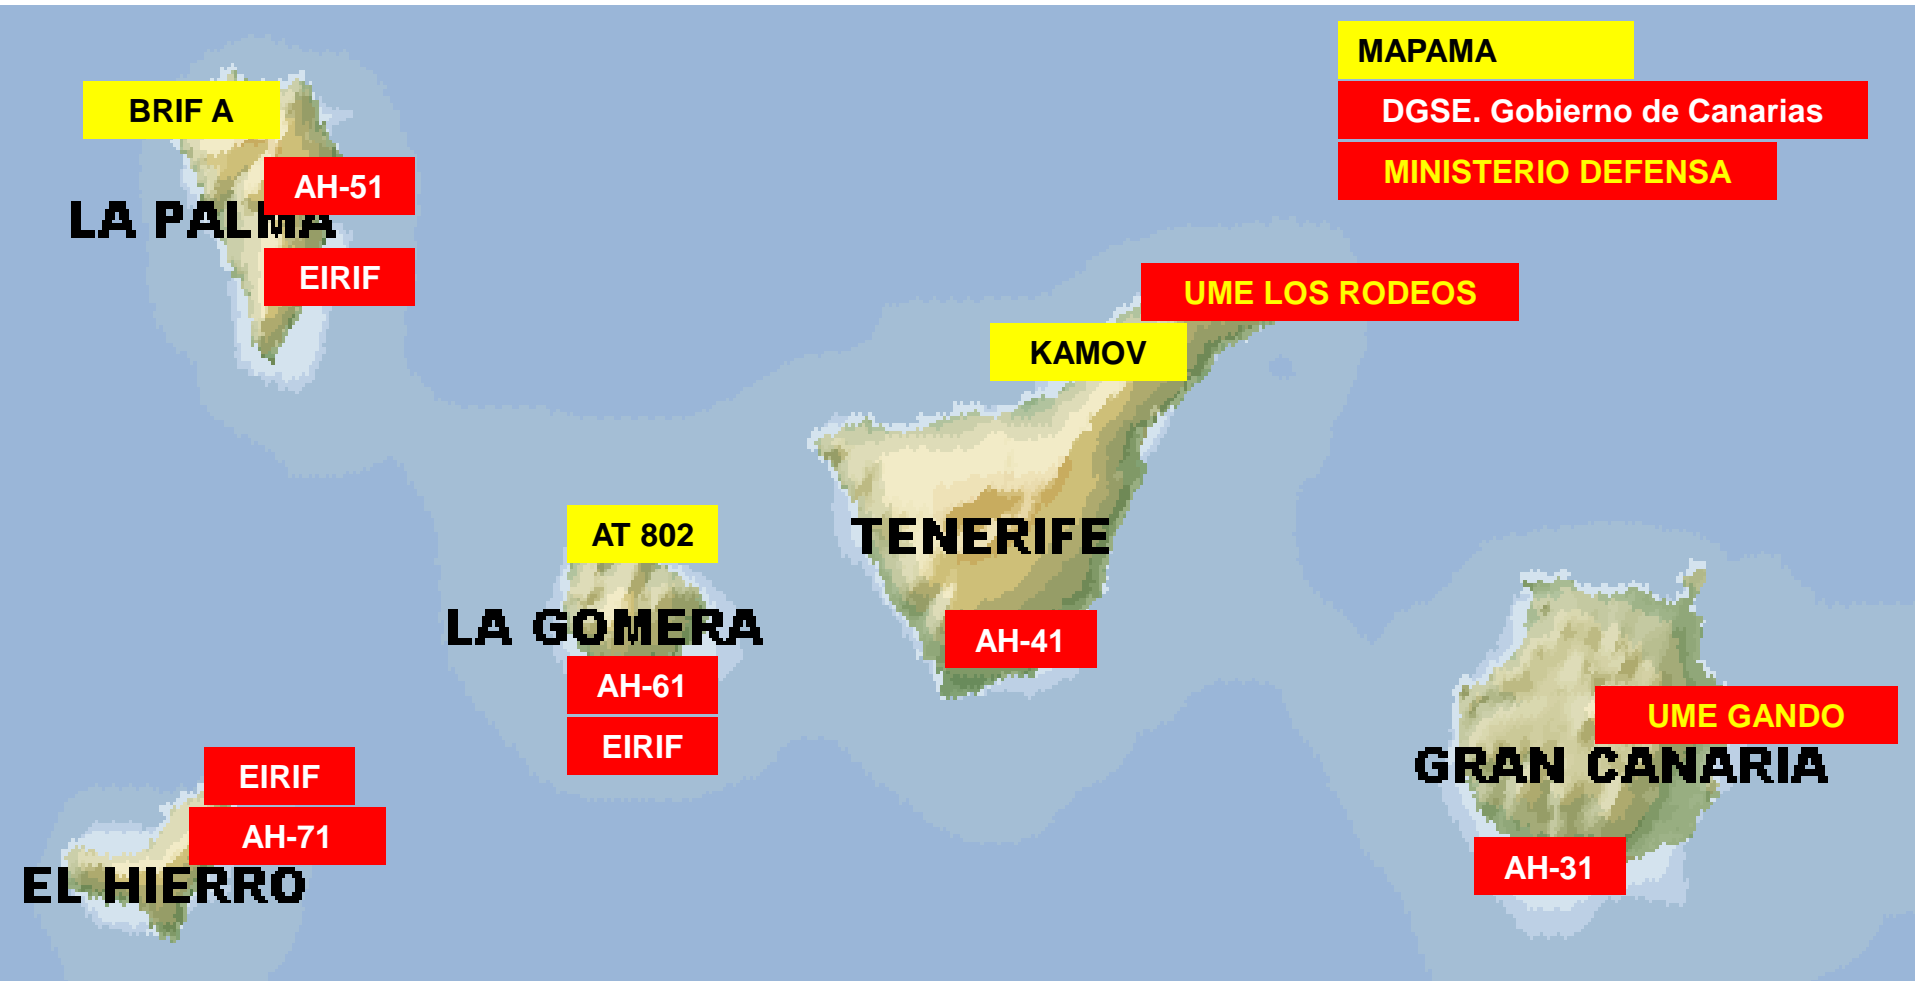 MAPAMA
BRIF A
DGSE. Gobierno de Canarias
MINISTERIO DEFENSA
AH-51
LA PALMA
EIRIF
UME LOS RODEOS
KAMOV
AT 802
TENERIFE
LA GOMERA
AH-41
AH-61
EIRIF
UME GANDO
GRAN CANARIA
EIRIF
AH-71
AH-31
EL HIERRO